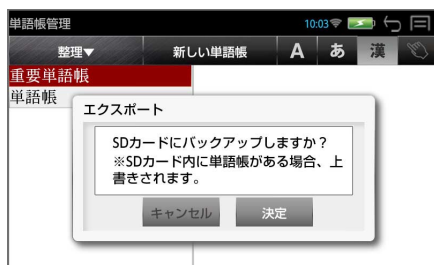 単語帳管理 10:03
整理▼ 新しい単語帳 A あ 漢
重要単語帳
単語帳
エクスポート
SDカードにバックアップしますか？
※SDカード内に単語帳がある場合、上
書きされます。
キャンセル 決定